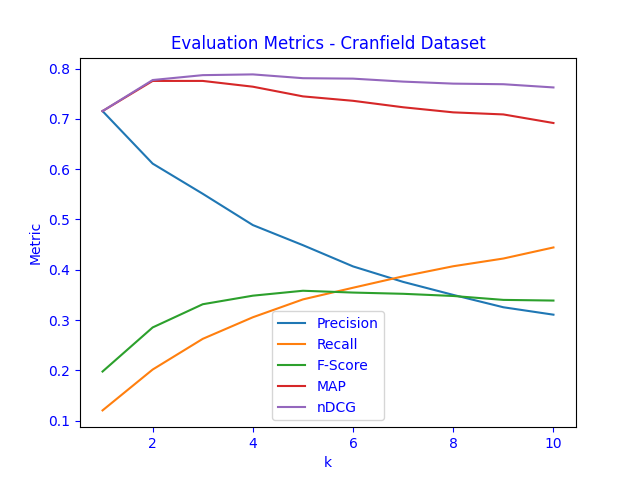 Evaluation Metrics - Cranfield Dataset
Metric
0.8
0.7
0.6
0.5
0.4
0.3
0.2
0.1
Precision
Recall
F-Score
MAP
nDCG
2
4
6
8
10
k